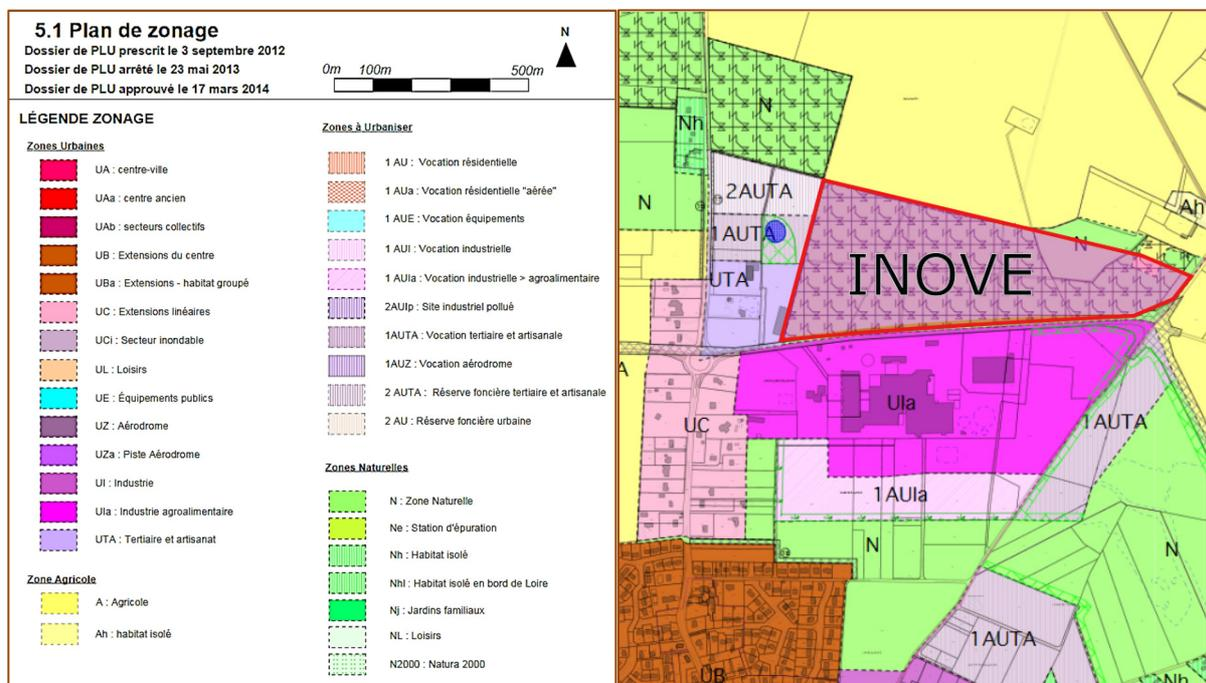 5.1 Plan de zonage
Dossier de PLU prescrit le 3 septembre 2012
Dossier de PLU arrêté le 23 mai 2013
Dossier de PLU approuvé le 17 mars 2014
N
0m 100m 500m
LÉGENDE ZONAGE
Zones Urbaines
UA : centre-ville
UAa : centre ancien
UAb : secteurs collectifs
UB : Extensions du centre
UBa : Extensions - habitat groupé
UC : Extensions linéaires
UCi : Secteur inondable
UL : Loisirs
UE : Équipements publics
UZ : Aérodrome
UZa : Piste Aérodrome
UI : Industrie
UIa : Industrie agroalimentaire
UTA : Tertiaire et artisanat
Zone Agricole
A : Agricole
Ah : habitat isolé
Zones à Urbaniser
1 AU : Vocation résidentielle
1 AUa : Vocation résidentielle "aérée"
1 AUE : Vocation équipements
1 AUI : Vocation industrielle
1 AUIa : Vocation industrielle > agroalimentaire
2AUIp : Site industriel pollué
1AUTA : Vocation tertiaire et artisanale
1AUZ : Vocation aérodrome
2 AUTA : Réserve foncière tertiaire et artisanale
2 AU : Réserve foncière urbaine
Zones Naturelles
N : Zone Naturelle
Ne : Station d'épuration
Nh : Habitat isolé
Nhl : Habitat isolé en bord de Loire
Nj : Jardins familiaux
NL : Loisirs
N2000 : Natura 2000
N
Nh
2AUTA
N
Ah
1AUTA
N
INOVE
UTA
A
UIa
UC
1AUTA
1AUIa
N
N
1AUTA
UB
Nh